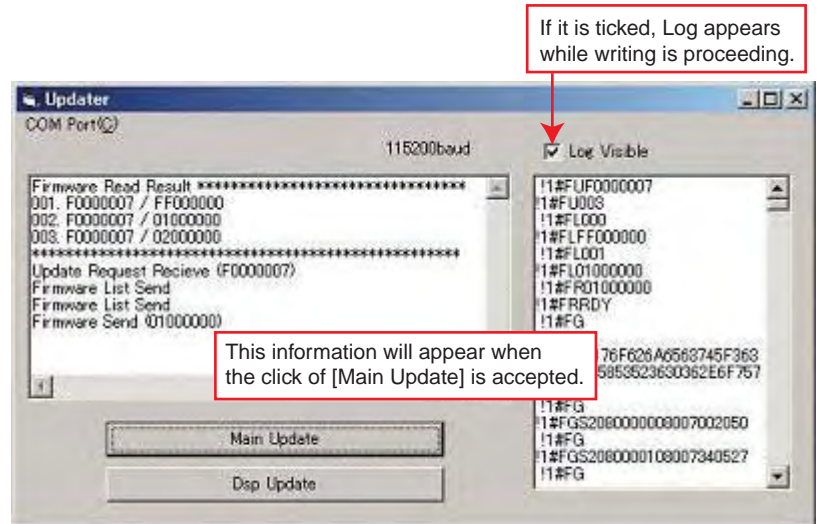 If it is ticked, Log appears
while writing is proceeding.
Updater
COM Port(C)
115200baud
Log Visible
Firmware Read Result *********************************
001. F0000007 / FF000000
002. F0000007 / 01000000
003. F0000007 / 02000000
*****************************************************
Update Request Recieve (F0000007)
Firmware List Send
Firmware List Send
Firmware Send (01000000)
This information will appear when
the click of [Main Update] is accepted.
Main Update
Dsp Update
!1#FUF0000007
!1#FU003
!1#FL000
!1#FLFF000000
!1#FL001
!1#FL01000000
!1#FR01000000
!1#FRRDY
!1#FG
!1#FG
!1#FGS2080000008007002050
!1#FG
!1#FGS2080000108007340527
!1#FG